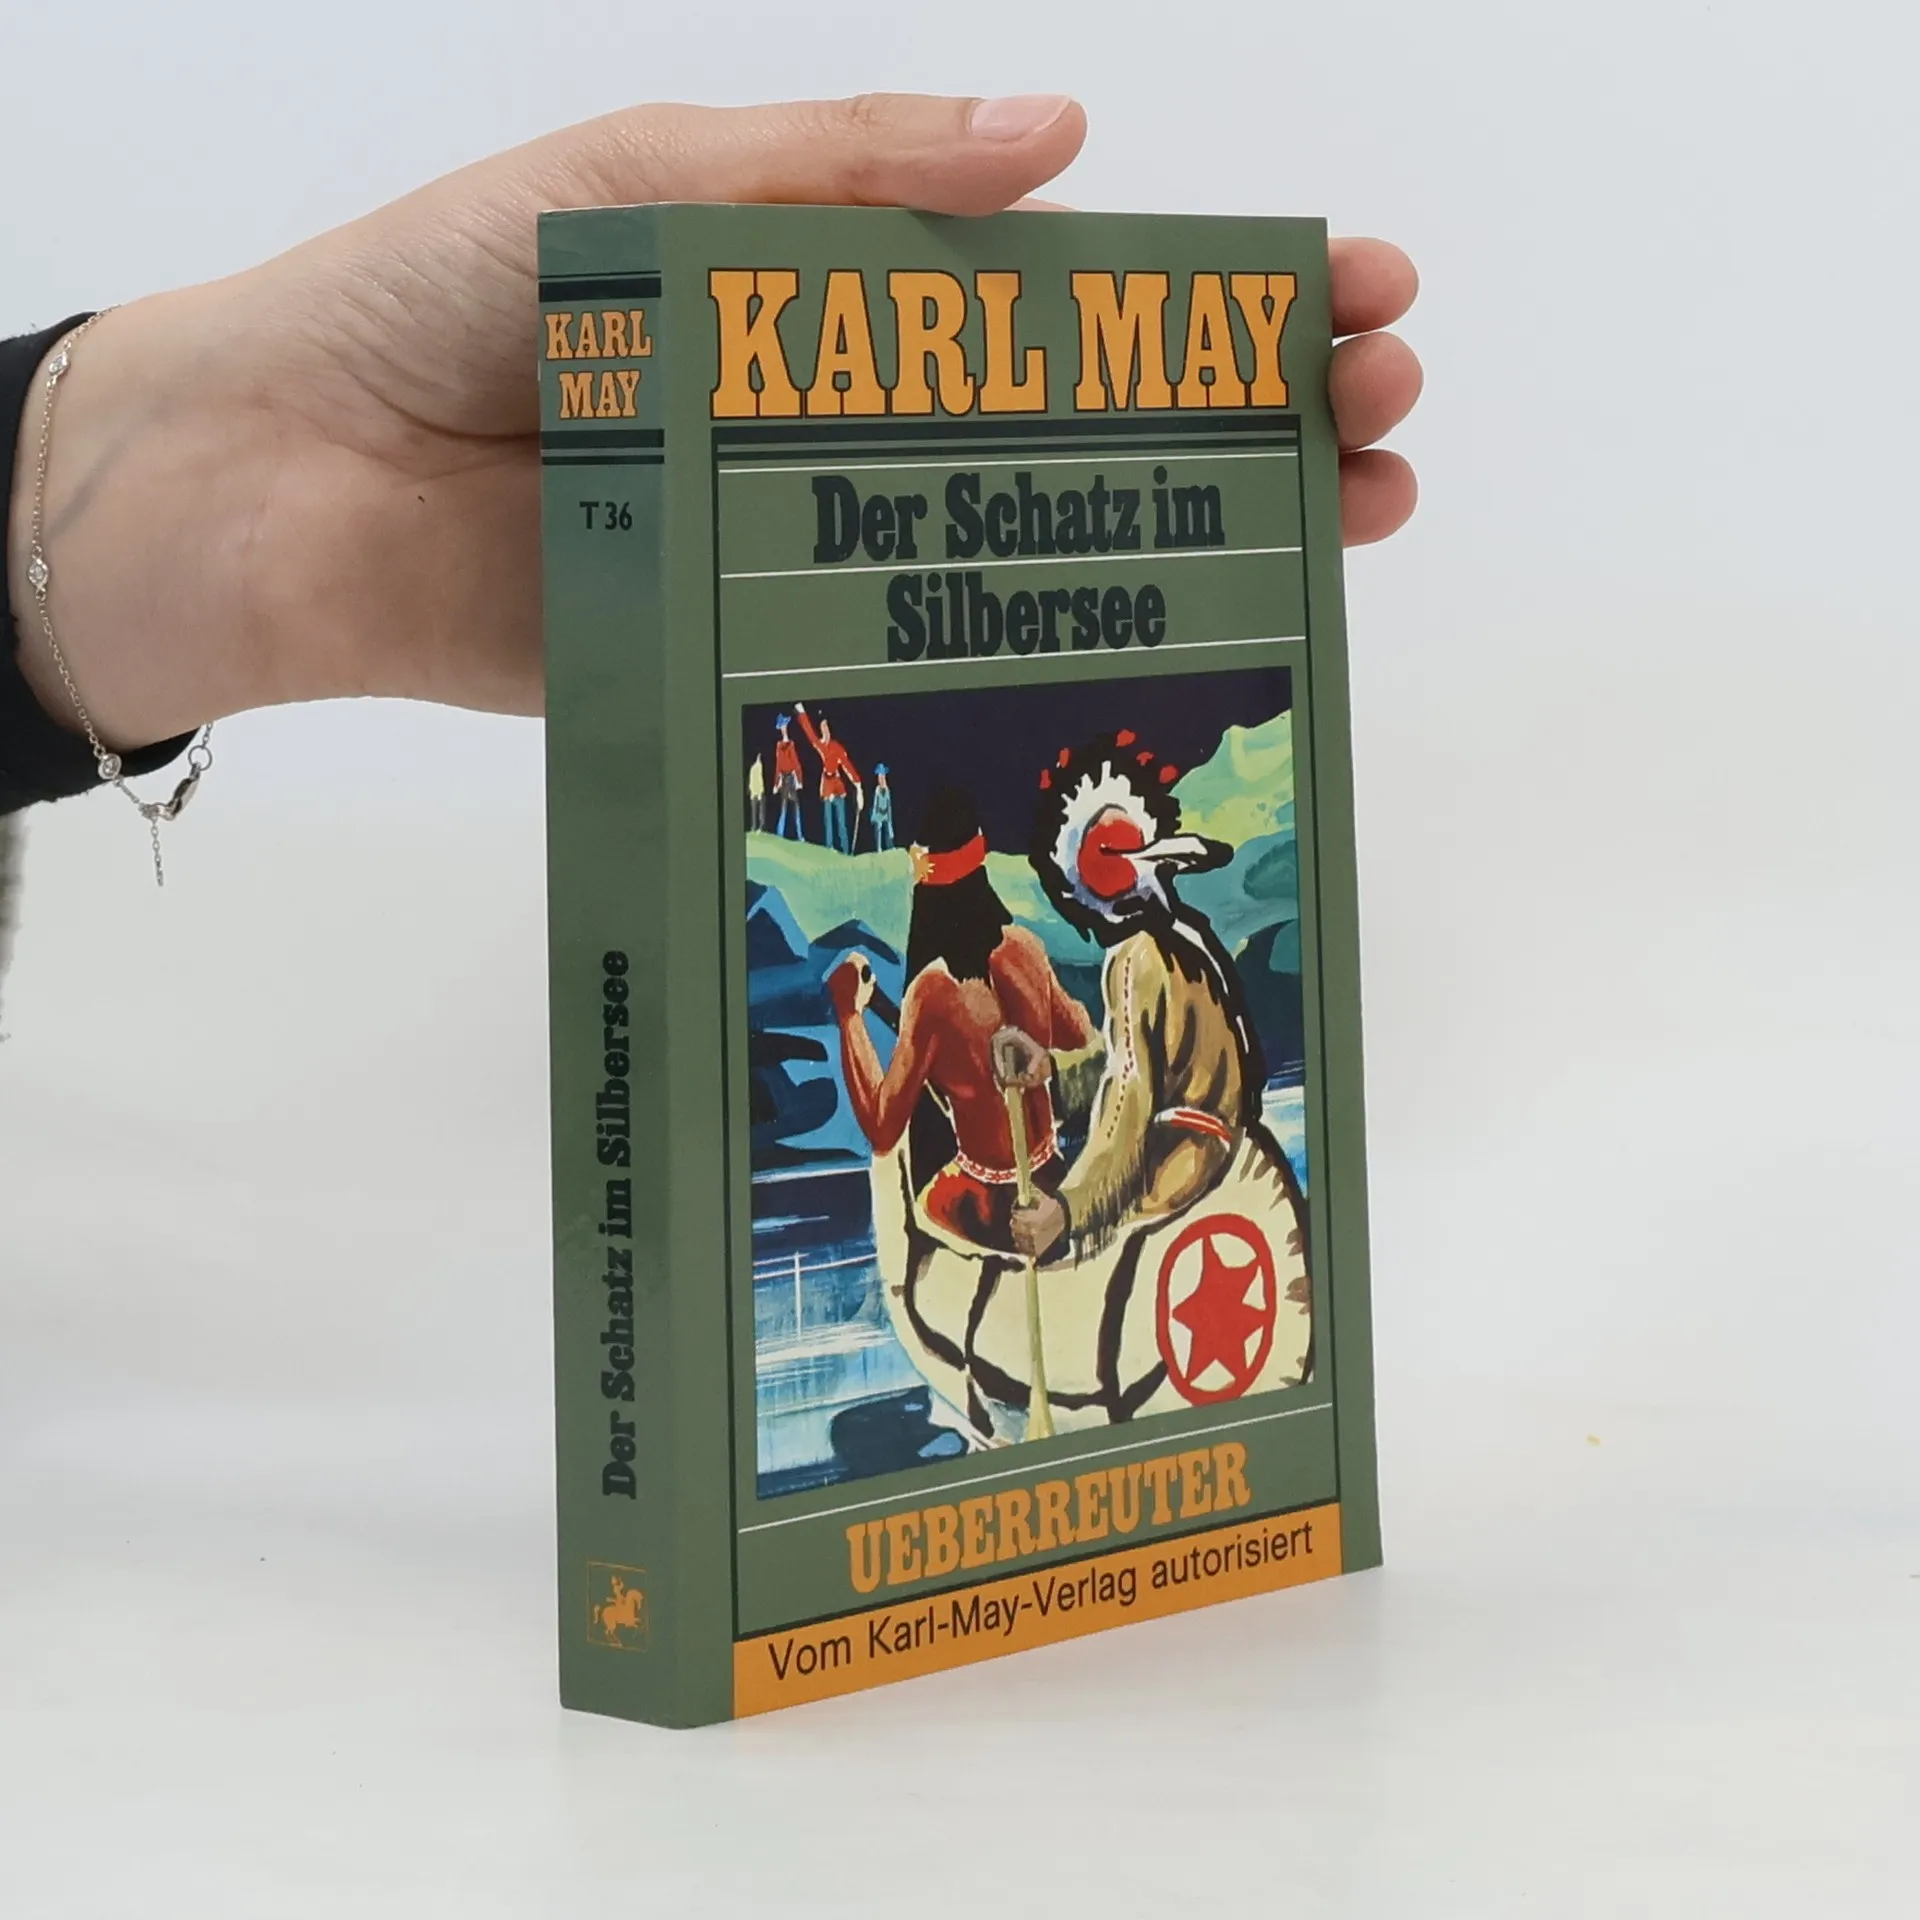 KARL
MAY
T 36
Der Schatz im Silbersee
KARL MAY
Der Schatz im
Silbersee
UEBERREUTER
Vom Karl-May-Verlag autorisiert